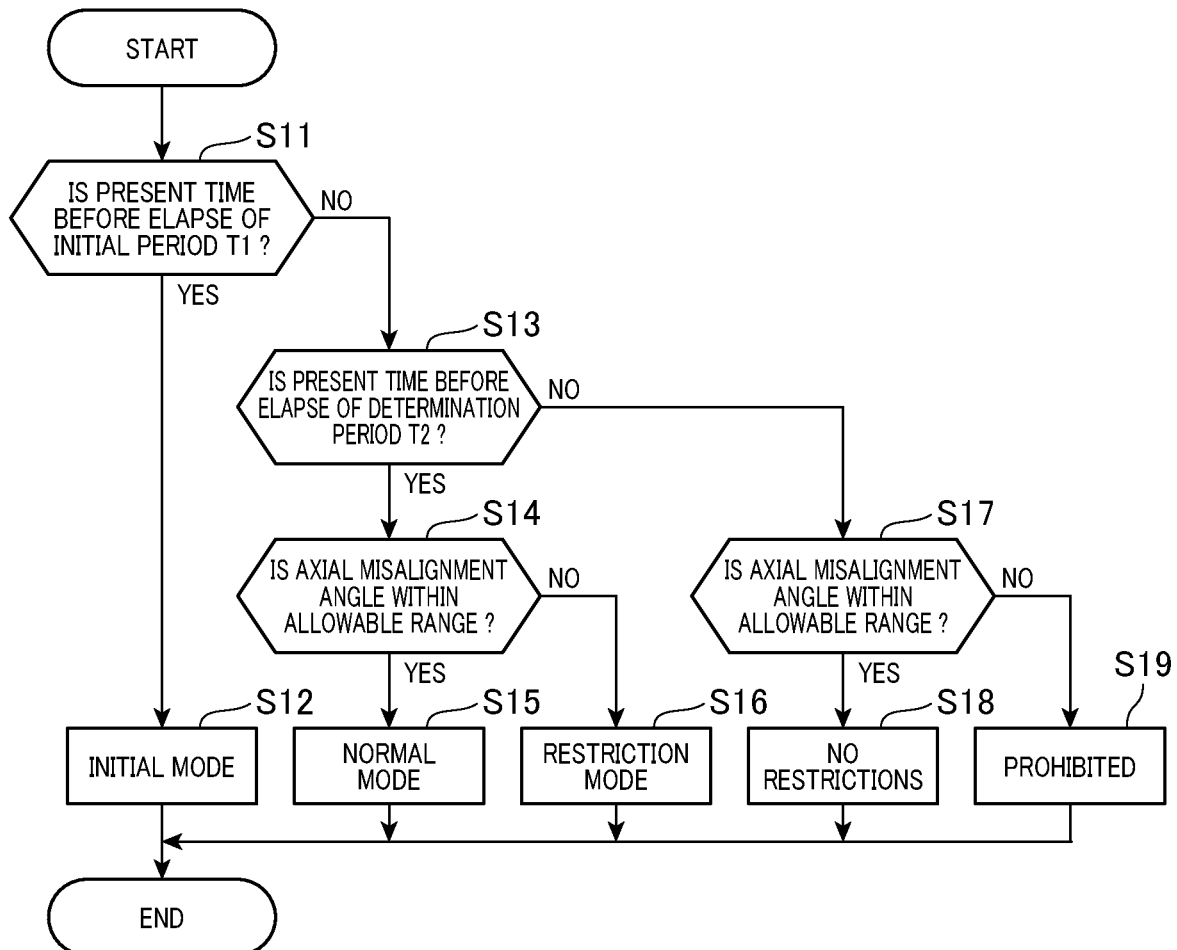 START
S11
IS PRESENT TIME
BEFORE ELAPSE OF
INITIAL PERIOD T1 ?
NO
YES
S13
IS PRESENT TIME BEFORE
ELAPSE OF DETERMINATION
PERIOD T2 ?
NO
YES
S14
IS AXIAL MISALIGNMENT
ANGLE WITHIN
ALLOWABLE RANGE ?
NO
YES
S17
IS AXIAL MISALIGNMENT
ANGLE WITHIN
ALLOWABLE RANGE ?
NO
YES
S12
INITIAL MODE
S15
NORMAL
MODE
S16
RESTRICTION
MODE
S18
NO
RESTRICTIONS
S19
PROHIBITED
END